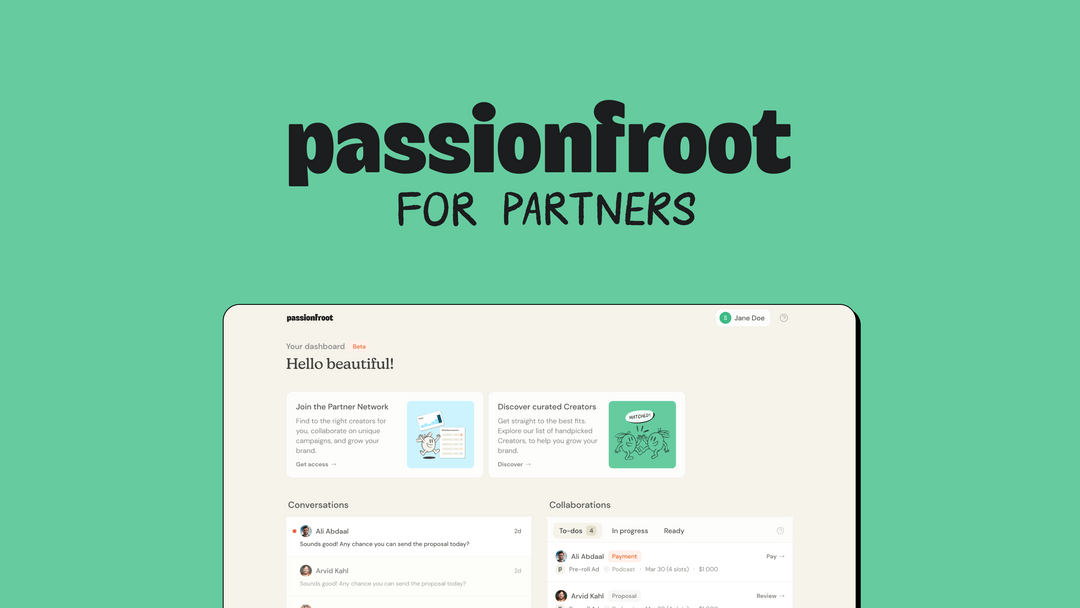 passionfroot
FOR PARTNERS
passionfroot
S Jane Doe
Your dashboard Beta
Hello beautiful!
Join the Partner Network
Find to the right creators for
you, collaborate on unique
campaigns, and grow your
brand.
Get access →
Discover curated Creators
Get straight to the best fits.
Explore our list of handpicked
Creators, to help you grow your
brand.
Discover →
MATCHED!
Conversations
Ali Abdaal 2d
Sounds good! Any chance you can send the proposal today?
Arvid Kahl 2d
Sounds good! Any chance you can send the proposal today?
Collaborations
To-dos 4 In progress Ready
Ali Abdaal Payment Pay →
Pre-roll Ad Podcast · Mar 30 (4 slots) · $1 000
Arvid Kahl Proposal Review →